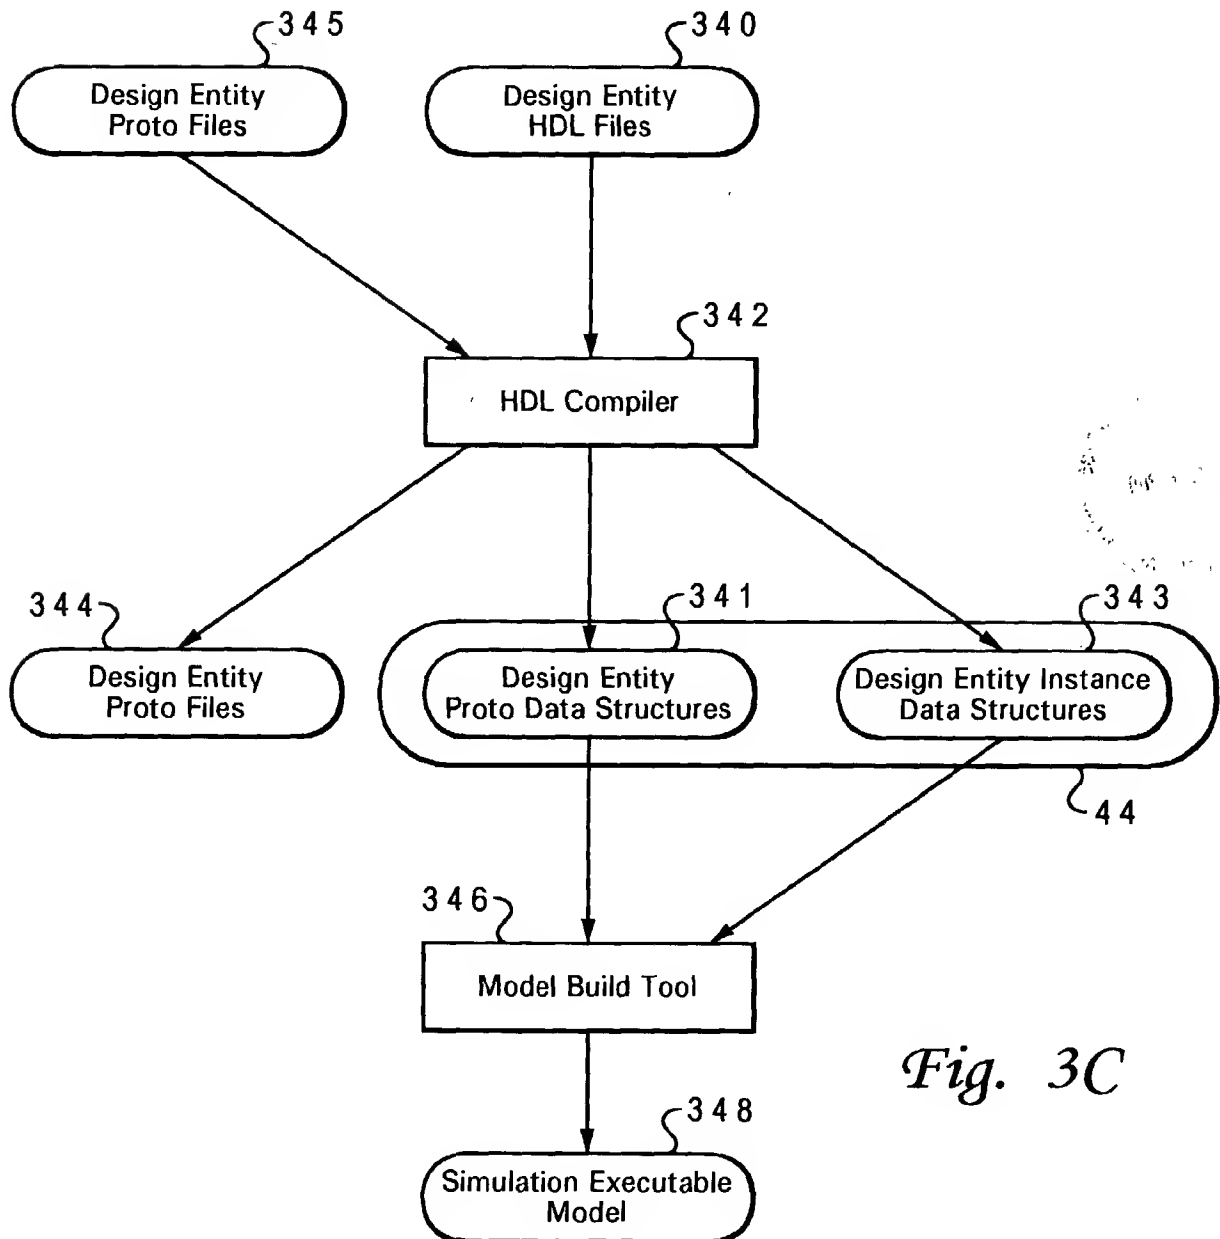 345
340
Design Entity
Proto Files
Design Entity
HDL Files
342
HDL Compiler
344
341
343
Design Entity
Proto Files
Design Entity
Proto Data Structures
Design Entity Instance
Data Structures
44
346
Model Build Tool
Fig. 3C
348
Simulation Executable
Model